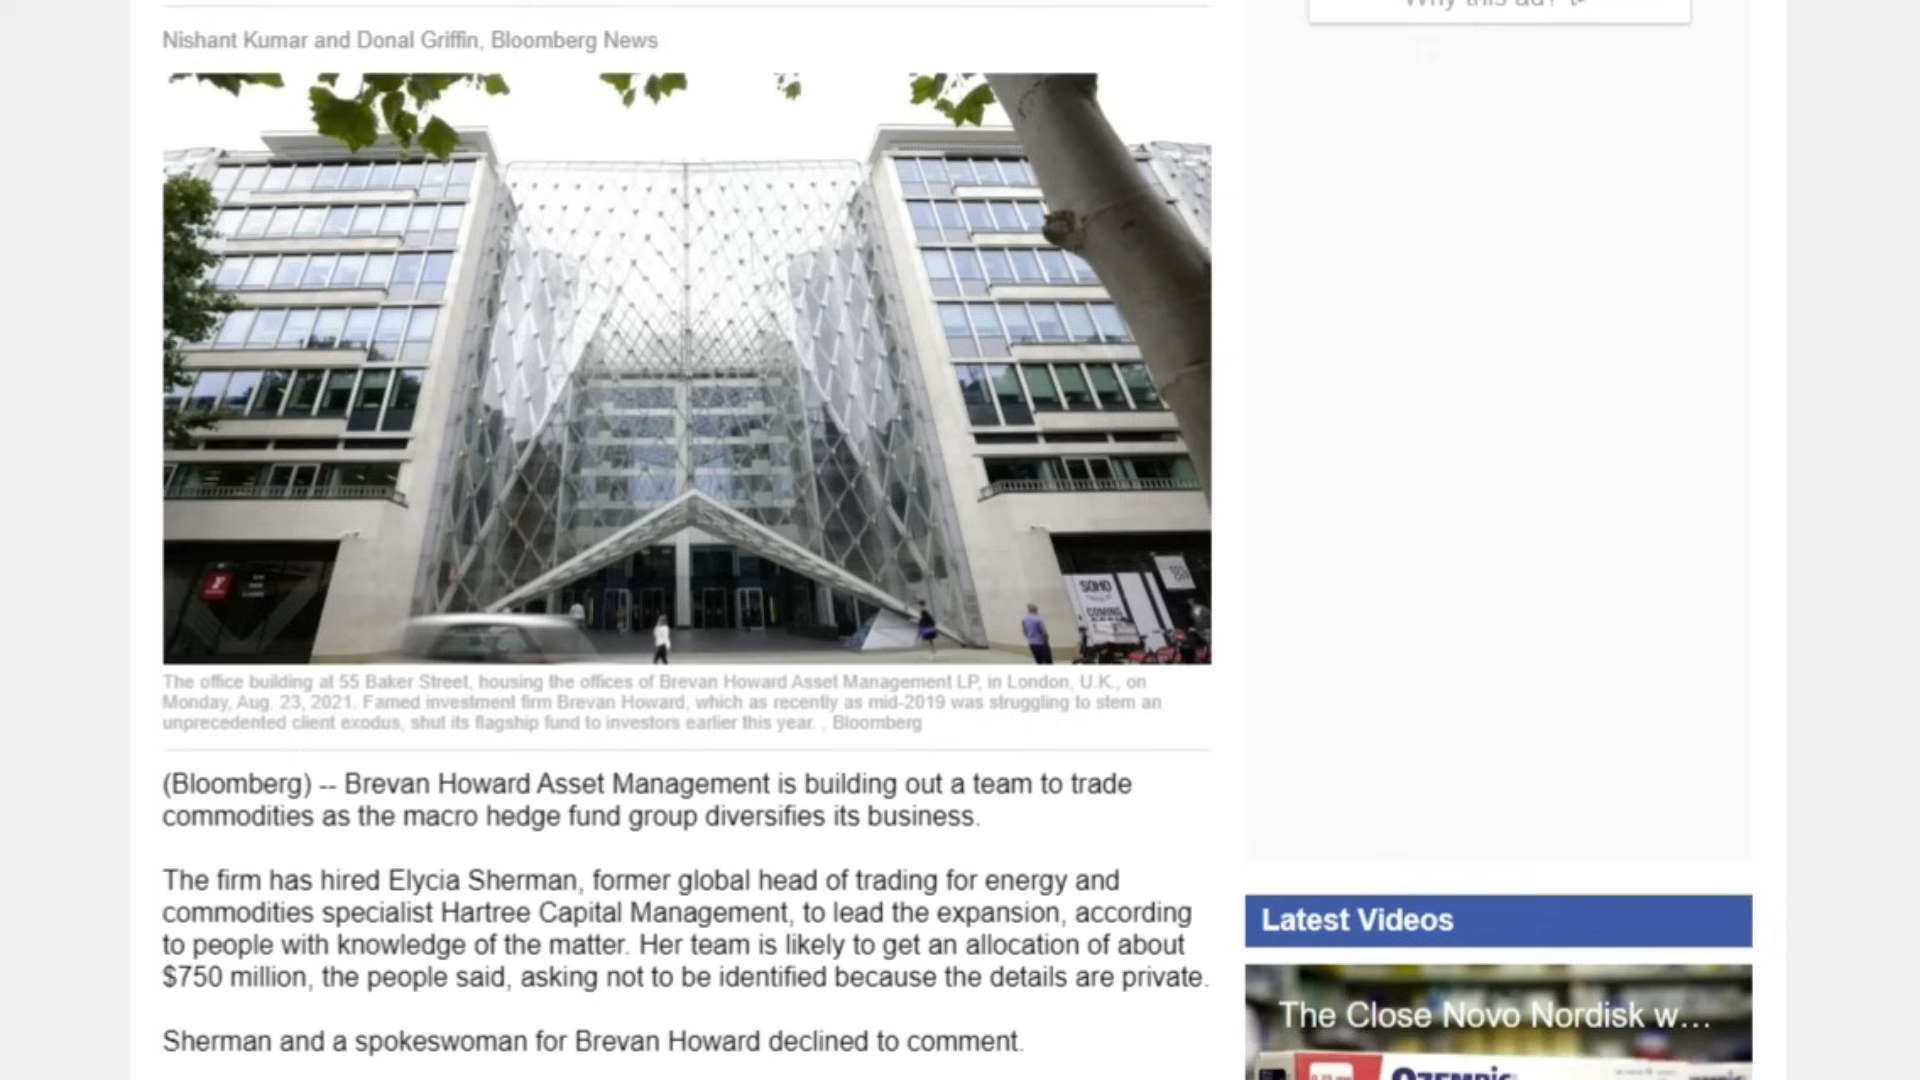 Why this ad?
Nishant Kumar and Donal Griffin, Bloomberg News
SOHO
COMING
The office building at 55 Baker Street, housing the offices of Brevan Howard Asset Management LP, in London, U.K., on
Monday, Aug. 23, 2021. Famed investment firm Brevan Howard, which as recently as mid-2019 was struggling to stem an
unprecedented client exodus, shut its flagship fund to investors earlier this year. , Bloomberg
(Bloomberg) -- Brevan Howard Asset Management is building out a team to trade
commodities as the macro hedge fund group diversifies its business.
The firm has hired Elycia Sherman, former global head of trading for energy and
commodities specialist Hartree Capital Management, to lead the expansion, according
to people with knowledge of the matter. Her team is likely to get an allocation of about
$750 million, the people said, asking not to be identified because the details are private.
Sherman and a spokeswoman for Brevan Howard declined to comment.
Latest Videos
The Close Novo Nordisk w...
OZEMPIC